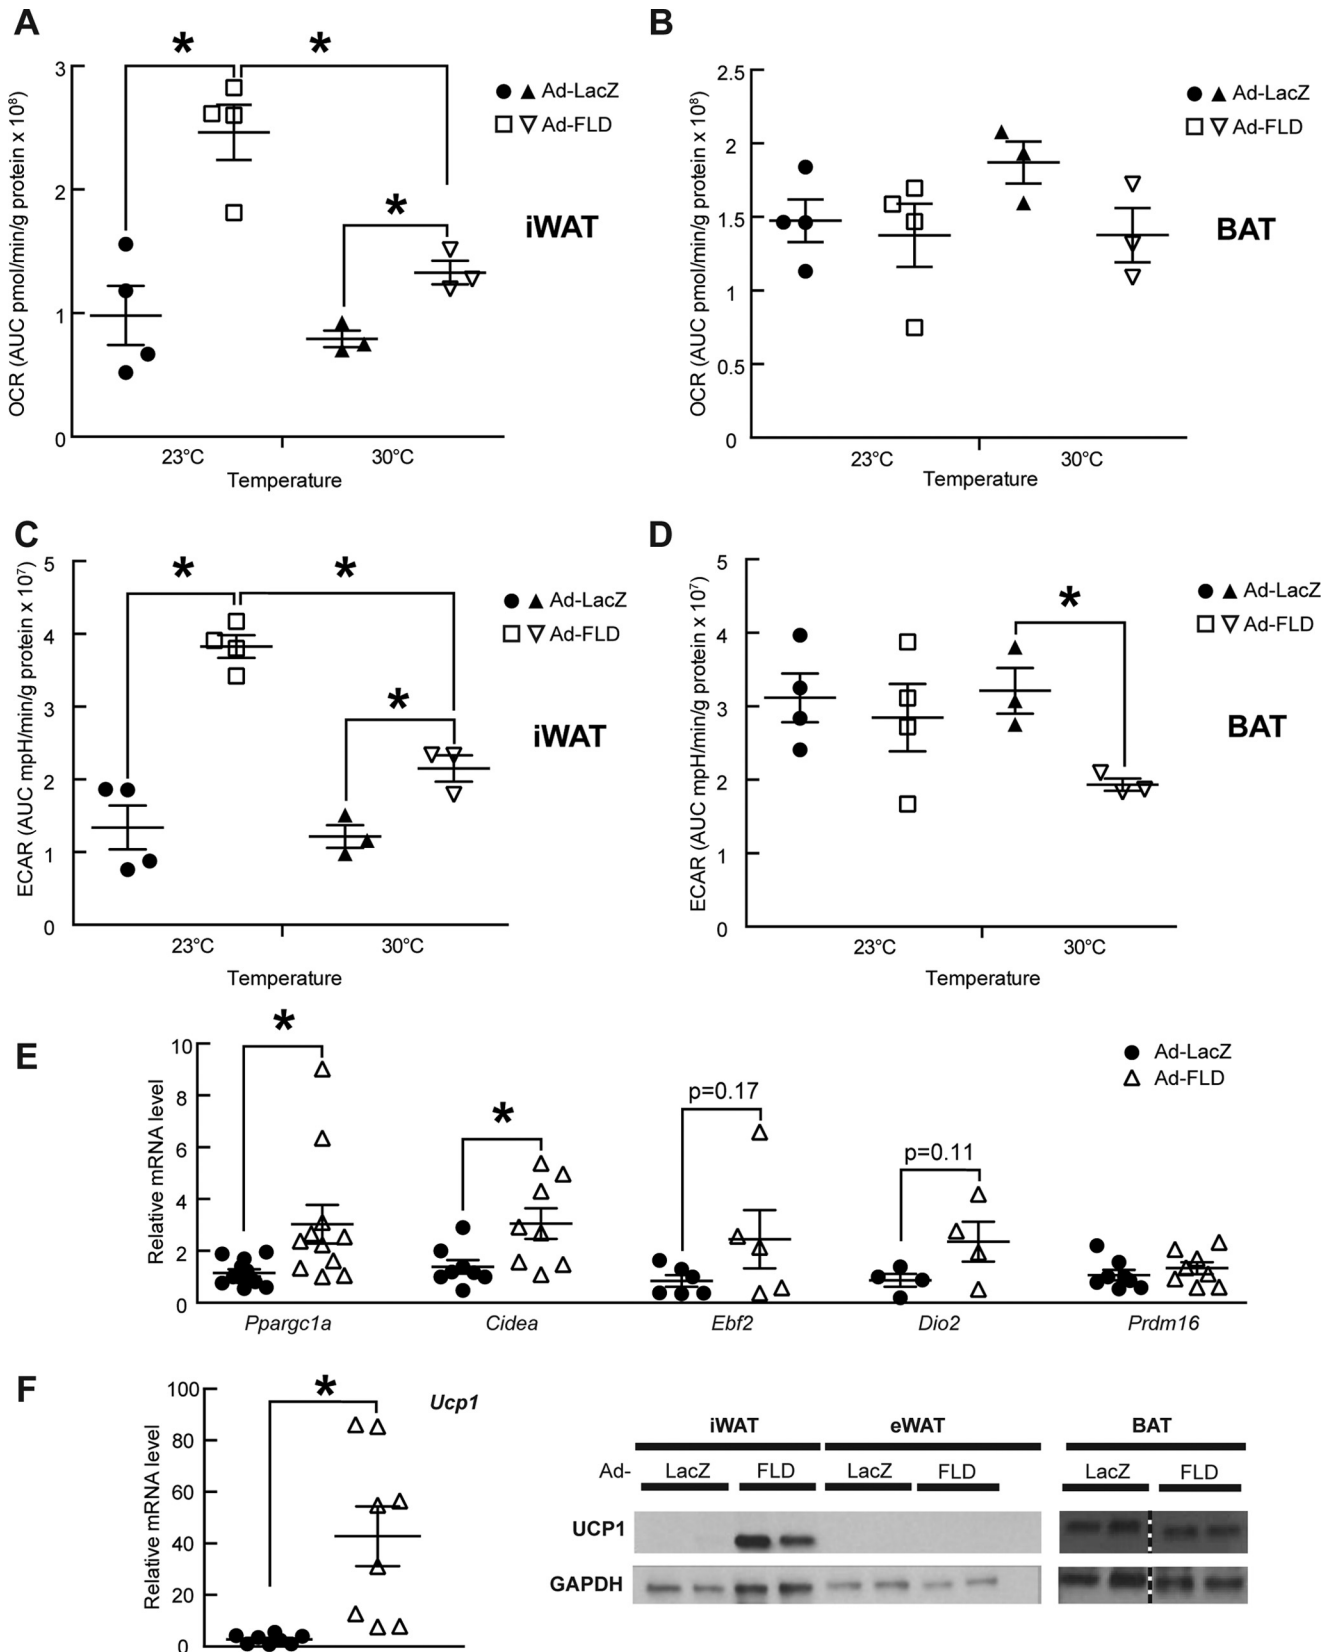 A
*
*
3
2
1
0
OCR (AUC pmol/min/g protein x 10⁸)
● ▲ Ad-LacZ
□ ▽ Ad-FLD
*
iWAT
23°C
30°C
Temperature
B
2.5
2
1.5
1
0.5
0
OCR (AUC pmol/min/g protein x 10⁸)
● ▲ Ad-LacZ
□ ▽ Ad-FLD
BAT
23°C
30°C
Temperature
C
*
*
5
4
3
2
1
0
ECAR (AUC mpH/min/g protein x 10⁷)
● ▲ Ad-LacZ
□ ▽ Ad-FLD
*
iWAT
23°C
30°C
Temperature
D
5
4
3
2
1
0
ECAR (AUC mpH/min/g protein x 10⁷)
*
● ▲ Ad-LacZ
□ ▽ Ad-FLD
BAT
23°C
30°C
Temperature
E
*
10
8
6
4
2
0
Relative mRNA level
*
p=0.17
p=0.11
● Ad-LacZ
△ Ad-FLD
Ppargc1a
Cidea
Ebf2
Dio2
Prdm16
F
100
80
60
40
20
0
Relative mRNA level
*
Ucp1
iWAT eWAT BAT
Ad- LacZ FLD LacZ FLD LacZ FLD
UCP1
GAPDH